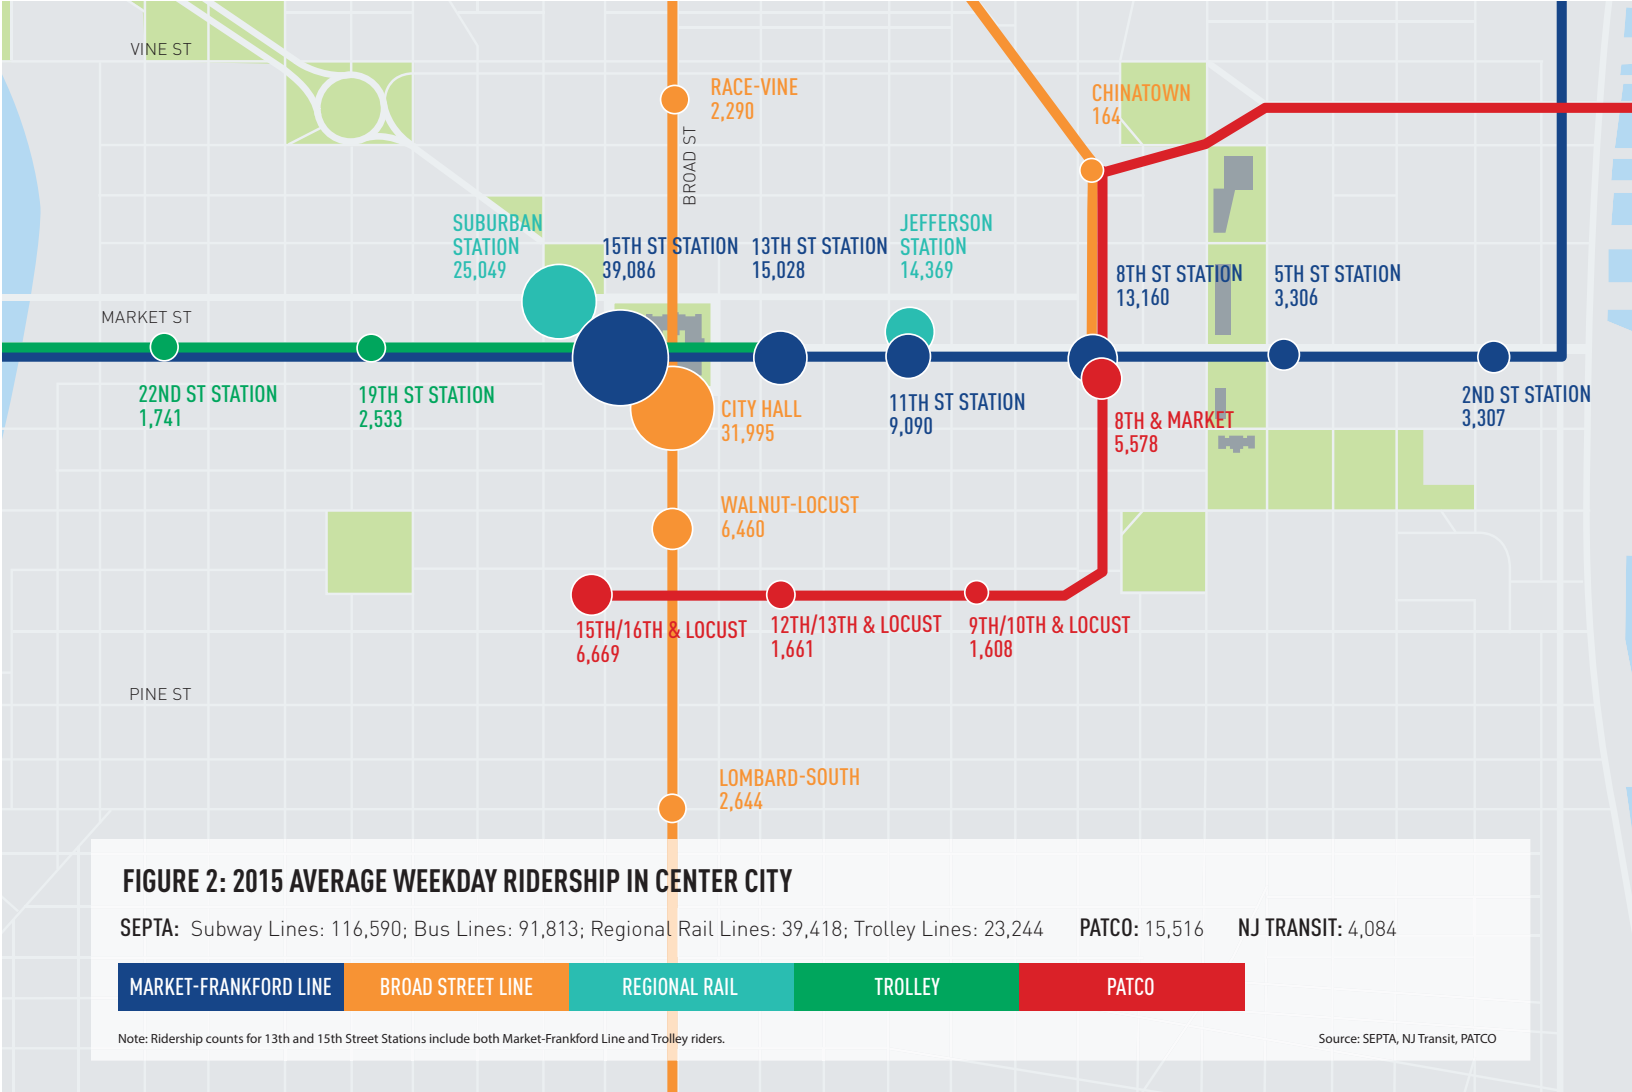 VINE ST
RACE-VINE
2,290
CHINATOWN
164
BROAD ST
SUBURBAN
STATION
25,049
15TH ST STATION
39,086
13TH ST STATION
15,028
JEFFERSON
STATION
14,369
8TH ST STATION
13,160
5TH ST STATION
3,306
MARKET ST
22ND ST STATION
1,741
19TH ST STATION
2,533
CITY HALL
31,995
11TH ST STATION
9,090
8TH & MARKET
5,578
2ND ST STATION
3,307
WALNUT-LOCUST
6,460
15TH/16TH & LOCUST
6,669
12TH/13TH & LOCUST
1,661
9TH/10TH & LOCUST
1,608
PINE ST
LOMBARD-SOUTH
2,644
FIGURE 2: 2015 AVERAGE WEEKDAY RIDERSHIP IN CENTER CITY
SEPTA: Subway Lines: 116,590; Bus Lines: 91,813; Regional Rail Lines: 39,418; Trolley Lines: 23,244 PATCO: 15,516 NJ TRANSIT: 4,084
MARKET-FRANKFORD LINE BROAD STREET LINE REGIONAL RAIL TROLLEY PATCO
Note: Ridership counts for 13th and 15th Street Stations include both Market-Frankford Line and Trolley riders.
Source: SEPTA, NJ Transit, PATCO